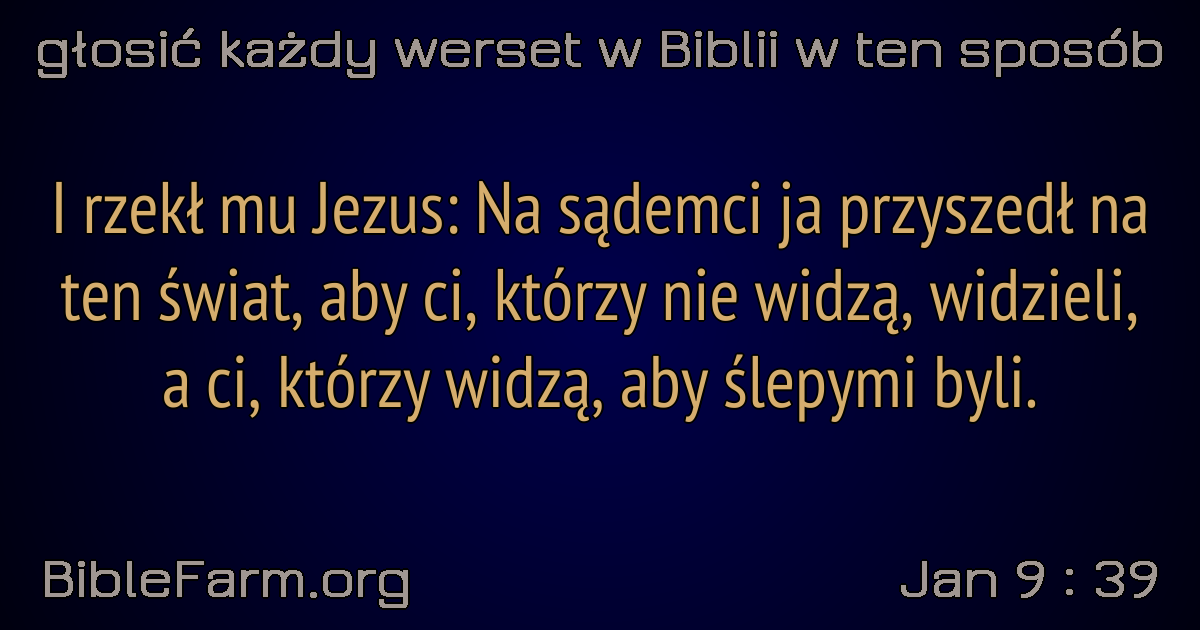 głosić każdy werset w Biblii w ten sposób
I rzekł mu Jezus: Na sądemci ja przyszedł na
ten świat, aby ci, którzy nie widzą, widzieli,
a ci, którzy widzą, aby ślepymi byli.
BibleFarm.org
Jan 9 : 39